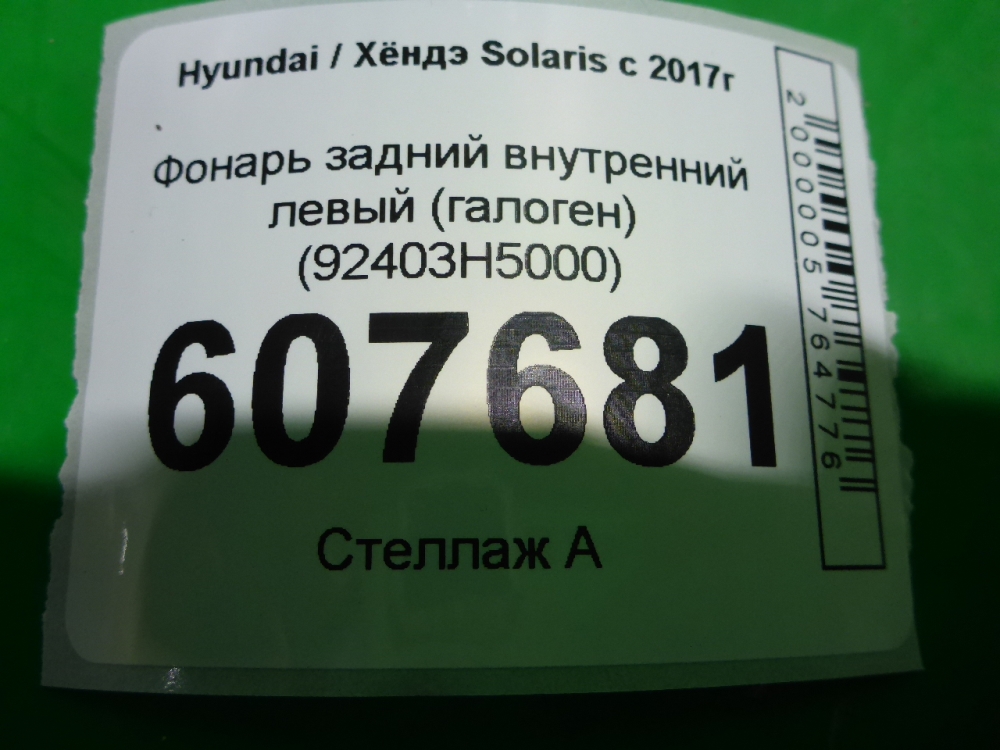 Hyundai / Хёндэ Solaris с 2017г
Фонарь задний внутренний
левый (галоген)
(92403H5000)
607681
Стеллаж А
2000005764776